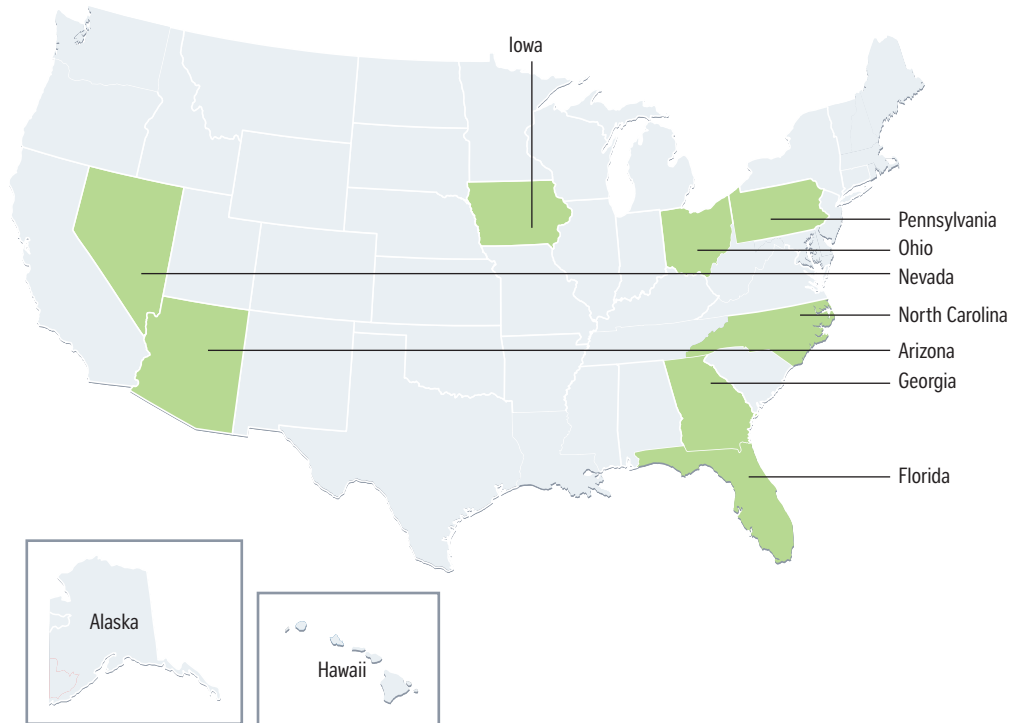 Iowa
Pennsylvania
Ohio
Nevada
North Carolina
Arizona
Georgia
Florida
Alaska
Hawaii